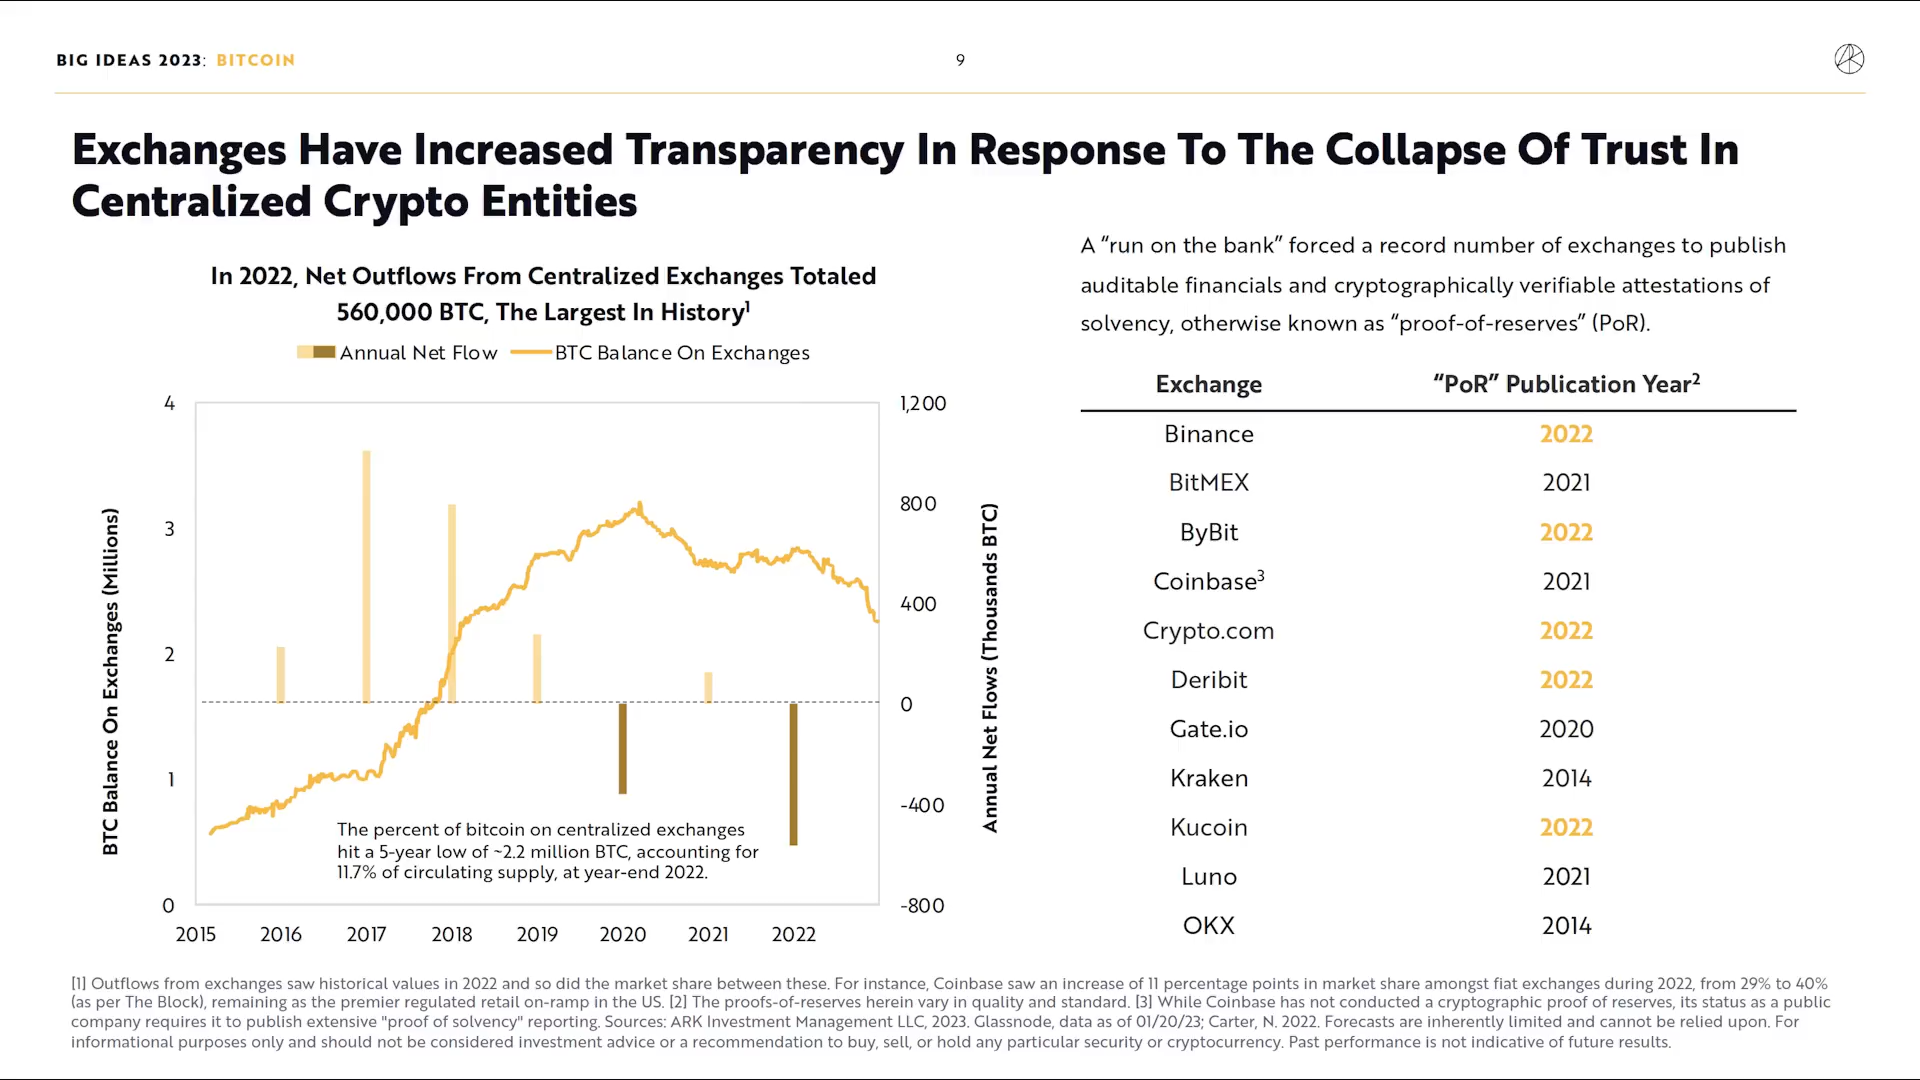 BIG IDEAS 2023: BITCOIN
9
Exchanges Have Increased Transparency In Response To The Collapse Of Trust In
Centralized Crypto Entities
In 2022, Net Outflows From Centralized Exchanges Totaled
560,000 BTC, The Largest In History¹
Annual Net Flow
BTC Balance On Exchanges
BTC Balance On Exchanges (Millions)
4
3
2
1
0
1,200
800
400
0
-400
-800
Annual Net Flows (Thousands BTC)
The percent of bitcoin on centralized exchanges
hit a 5-year low of ~2.2 million BTC, accounting for
11.7% of circulating supply, at year-end 2022.
2015 2016 2017 2018 2019 2020 2021 2022
A “run on the bank” forced a record number of exchanges to publish
auditable financials and cryptographically verifiable attestations of
solvency, otherwise known as “proof-of-reserves” (PoR).
Exchange “PoR” Publication Year²
Binance 2022
BitMEX 2021
ByBit 2022
Coinbase³ 2021
Crypto.com 2022
Deribit 2022
Gate.io 2020
Kraken 2014
Kucoin 2022
Luno 2021
OKX 2014
[1] Outflows from exchanges saw historical values in 2022 and so did the market share between these. For instance, Coinbase saw an increase of 11 percentage points in market share amongst fiat exchanges during 2022, from 29% to 40%
(as per The Block), remaining as the premier regulated retail on-ramp in the US. [2] The proofs-of-reserves herein vary in quality and standard. [3] While Coinbase has not conducted a cryptographic proof of reserves, its status as a public
company requires it to publish extensive "proof of solvency" reporting. Sources: ARK Investment Management LLC, 2023. Glassnode, data as of 01/20/23; Carter, N. 2022. Forecasts are inherently limited and cannot be relied upon. For
informational purposes only and should not be considered investment advice or a recommendation to buy, sell, or hold any particular security or cryptocurrency. Past performance is not indicative of future results.